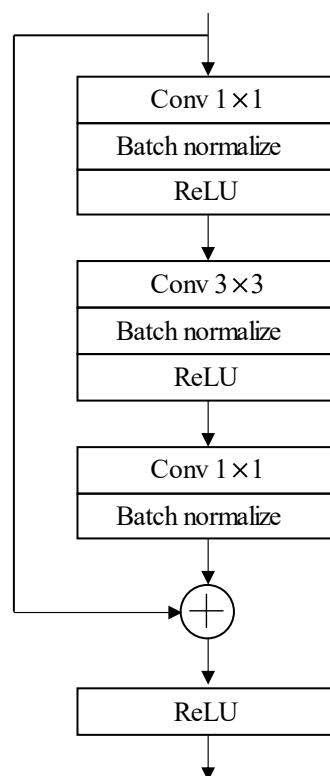 Conv 1×1
Batch normalize
ReLU
Conv 3×3
Batch normalize
ReLU
Conv 1×1
Batch normalize
ReLU